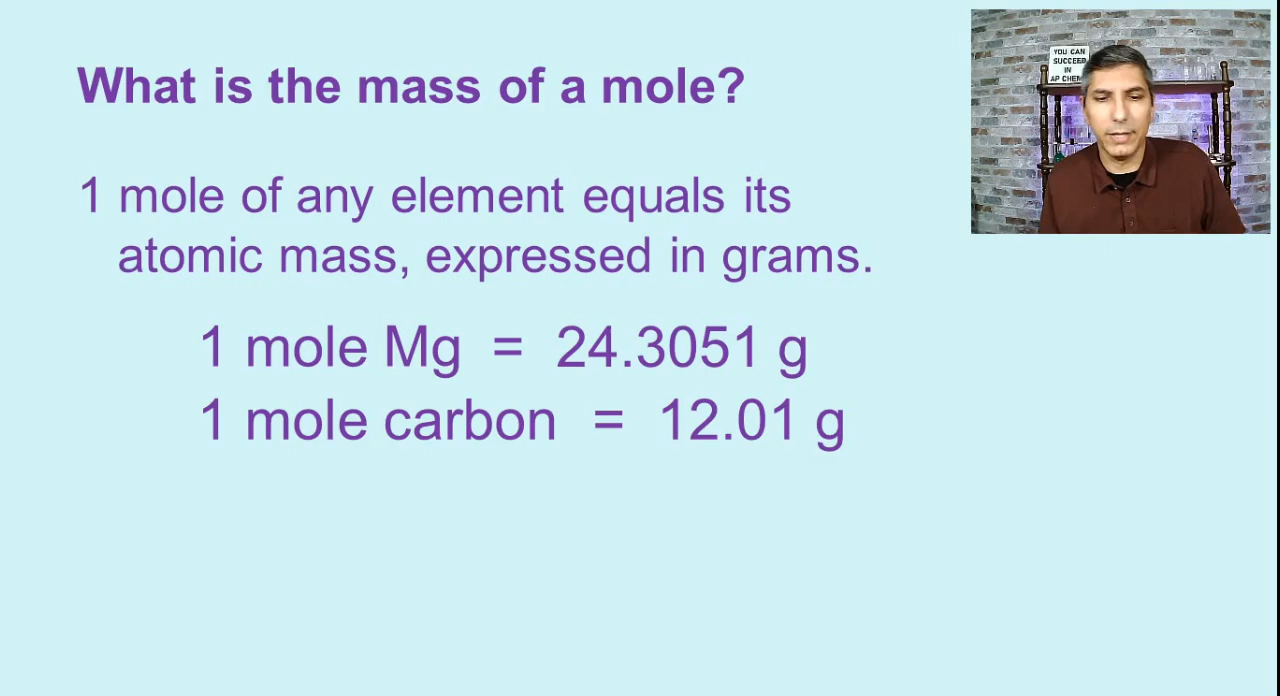 What is the mass of a mole?
1 mole of any element equals its
atomic mass, expressed in grams.
1 mole Mg = 24.3051 g
1 mole carbon = 12.01 g
YOU CAN
SUCCEED
IN
AP CHEM